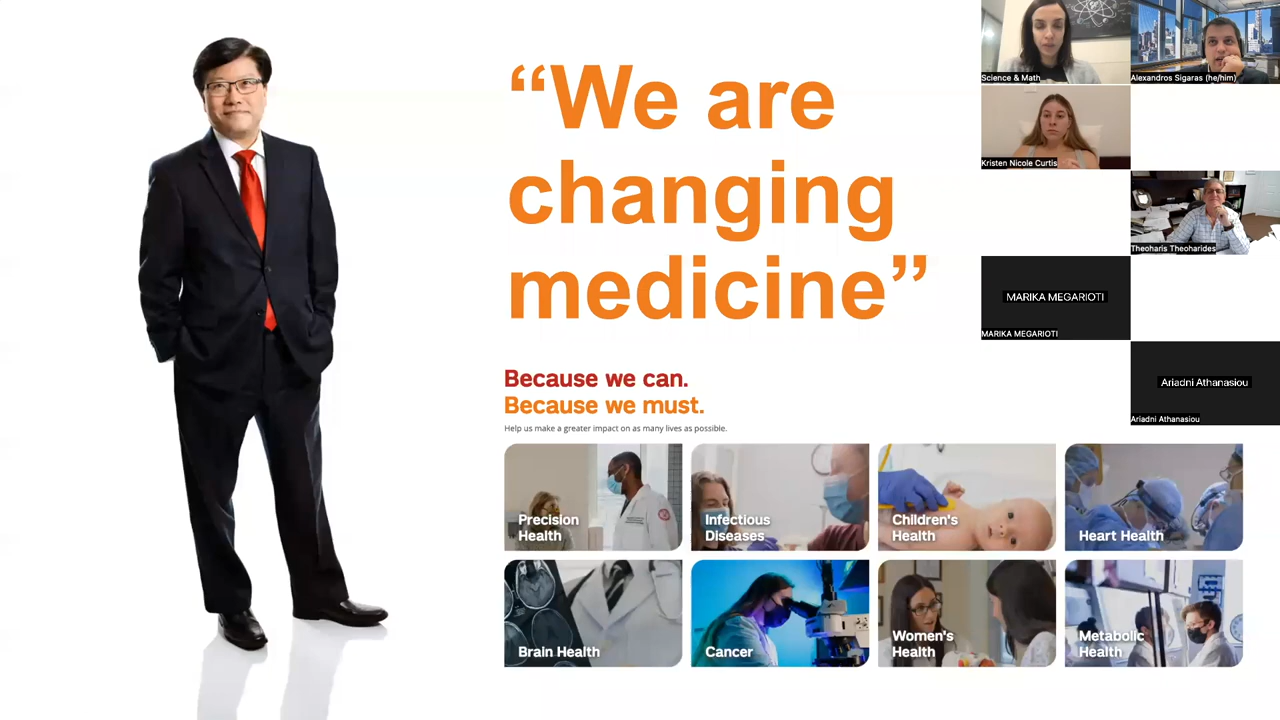 “We are
changing
medicine”
Because we can.
Because we must.
Help us make a greater impact on as many lives as possible.
Precision
Health
Infectious
Diseases
Children's
Health
Heart Health
Brain Health
Cancer
Women's
Health
Metabolic
Health
Science & Math
Alexandros Sigaras (he/him)
Kristen Nicole Curtis
Theoharis Theoharides
MARIKA MEGARIOTI
MARIKA MEGARIOTI
Ariadni Athanasiou
Ariadni Athanasiou